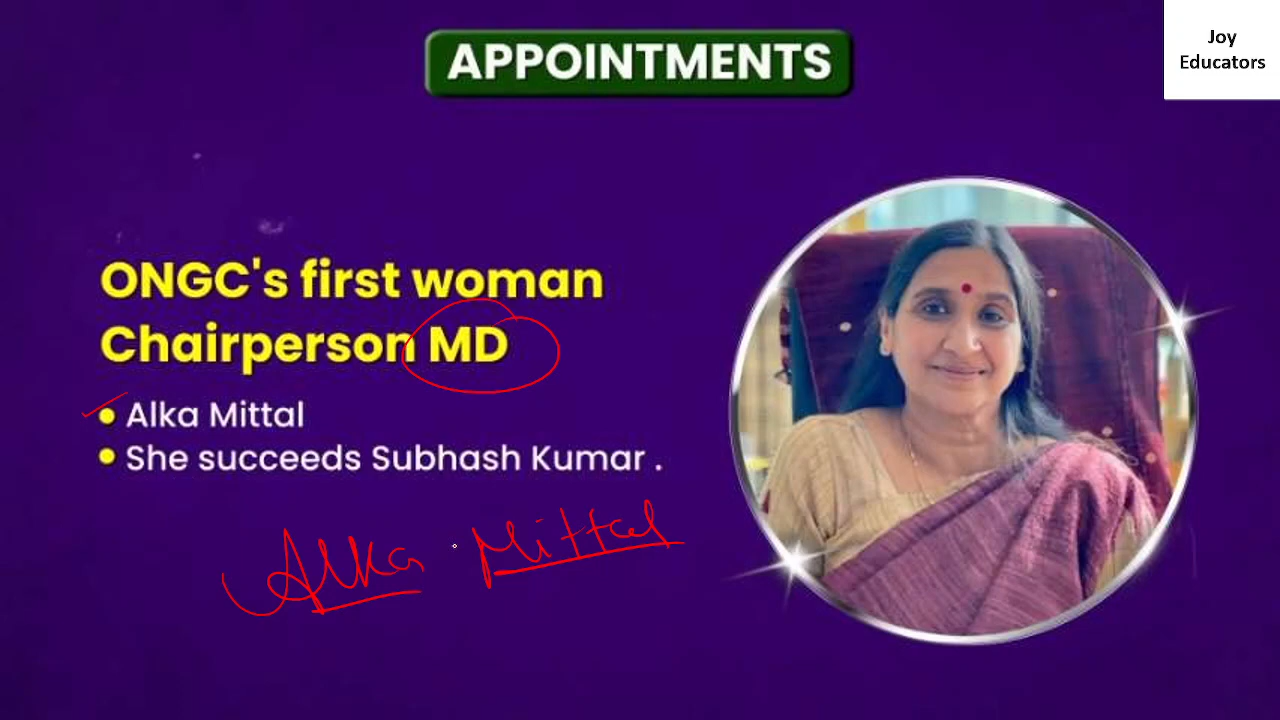 APPOINTMENTS
Joy
Educators
ONGC's first woman
Chairperson MD
Alka Mittal
She succeeds Subhash Kumar .
Alka Mittal